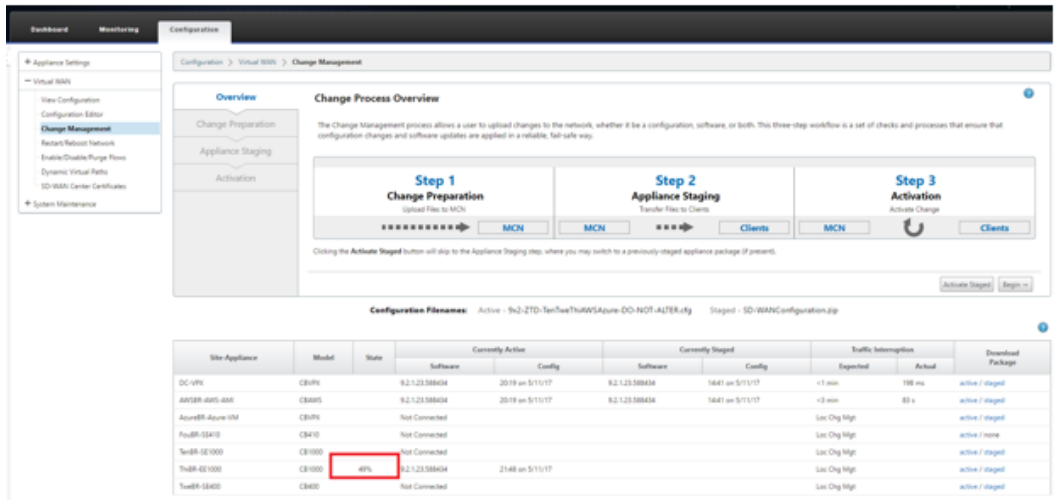 Dashboard Monitoring Configuration
+ Appliance Settings
− Virtual WAN
View Configuration
Configuration Editor
Change Management
Restart/Reboot Network
Enable/Disable/Purge Flows
Dynamic Virtual Paths
SD-WAN Center Certificates
+ System Maintenance
Configuration > Virtual WAN > Change Management
Overview
Change Preparation
Appliance Staging
Activation
Change Process Overview
The Change Management process allows a user to upload changes to the network, whether it be a configuration, software, or both. This three-step workflow is a set of checks and processes that ensure that
configuration changes and software updates are applied in a reliable, fail-safe way.
Step 1
Change Preparation
Upload Files to MCN
MCN
Step 2
Appliance Staging
Transfer Files to Clients
MCN Clients
Step 3
Activation
Activate Change
MCN Clients
Clicking the Activate Staged button will skip to the Appliance Staging step, where you may switch to a previously-staged appliance package (if present).
Activate Staged Begin →
Configuration Filenames: Active - 9v2-ZTD-TenTweThiAWSAzure-DO-NOT-ALTER.cfg Staged - SD-WANConfiguration.zip
Site-Appliance Model State Currently Active Currently Staged Traffic Interruption Download Package
Software Config Software Config Expected Actual
DC-VPX CBVPX 9.2.1.23.588434 20:19 on 5/11/17 9.2.1.23.588434 14:41 on 5/11/17 <1 min 198 ms active / staged
AWSBR-AWS-AMI CBAWS 9.2.1.23.588434 20:19 on 5/11/17 9.2.1.23.588434 14:41 on 5/11/17 <3 min 83 s active / staged
AzureBR-Azure-VM CBVPX Not Connected Loc Chg Mgt active / staged
FouBR-SE410 CB410 Not Connected Loc Chg Mgt active / none
TenBR-SE1000 CB1000 Not Connected Loc Chg Mgt active / staged
ThiBR-EE1000 CB1000 49% 9.2.1.23.588434 21:48 on 5/11/17 Loc Chg Mgt active / staged
TweBR-SE400 CB400 Not Connected Loc Chg Mgt active / staged